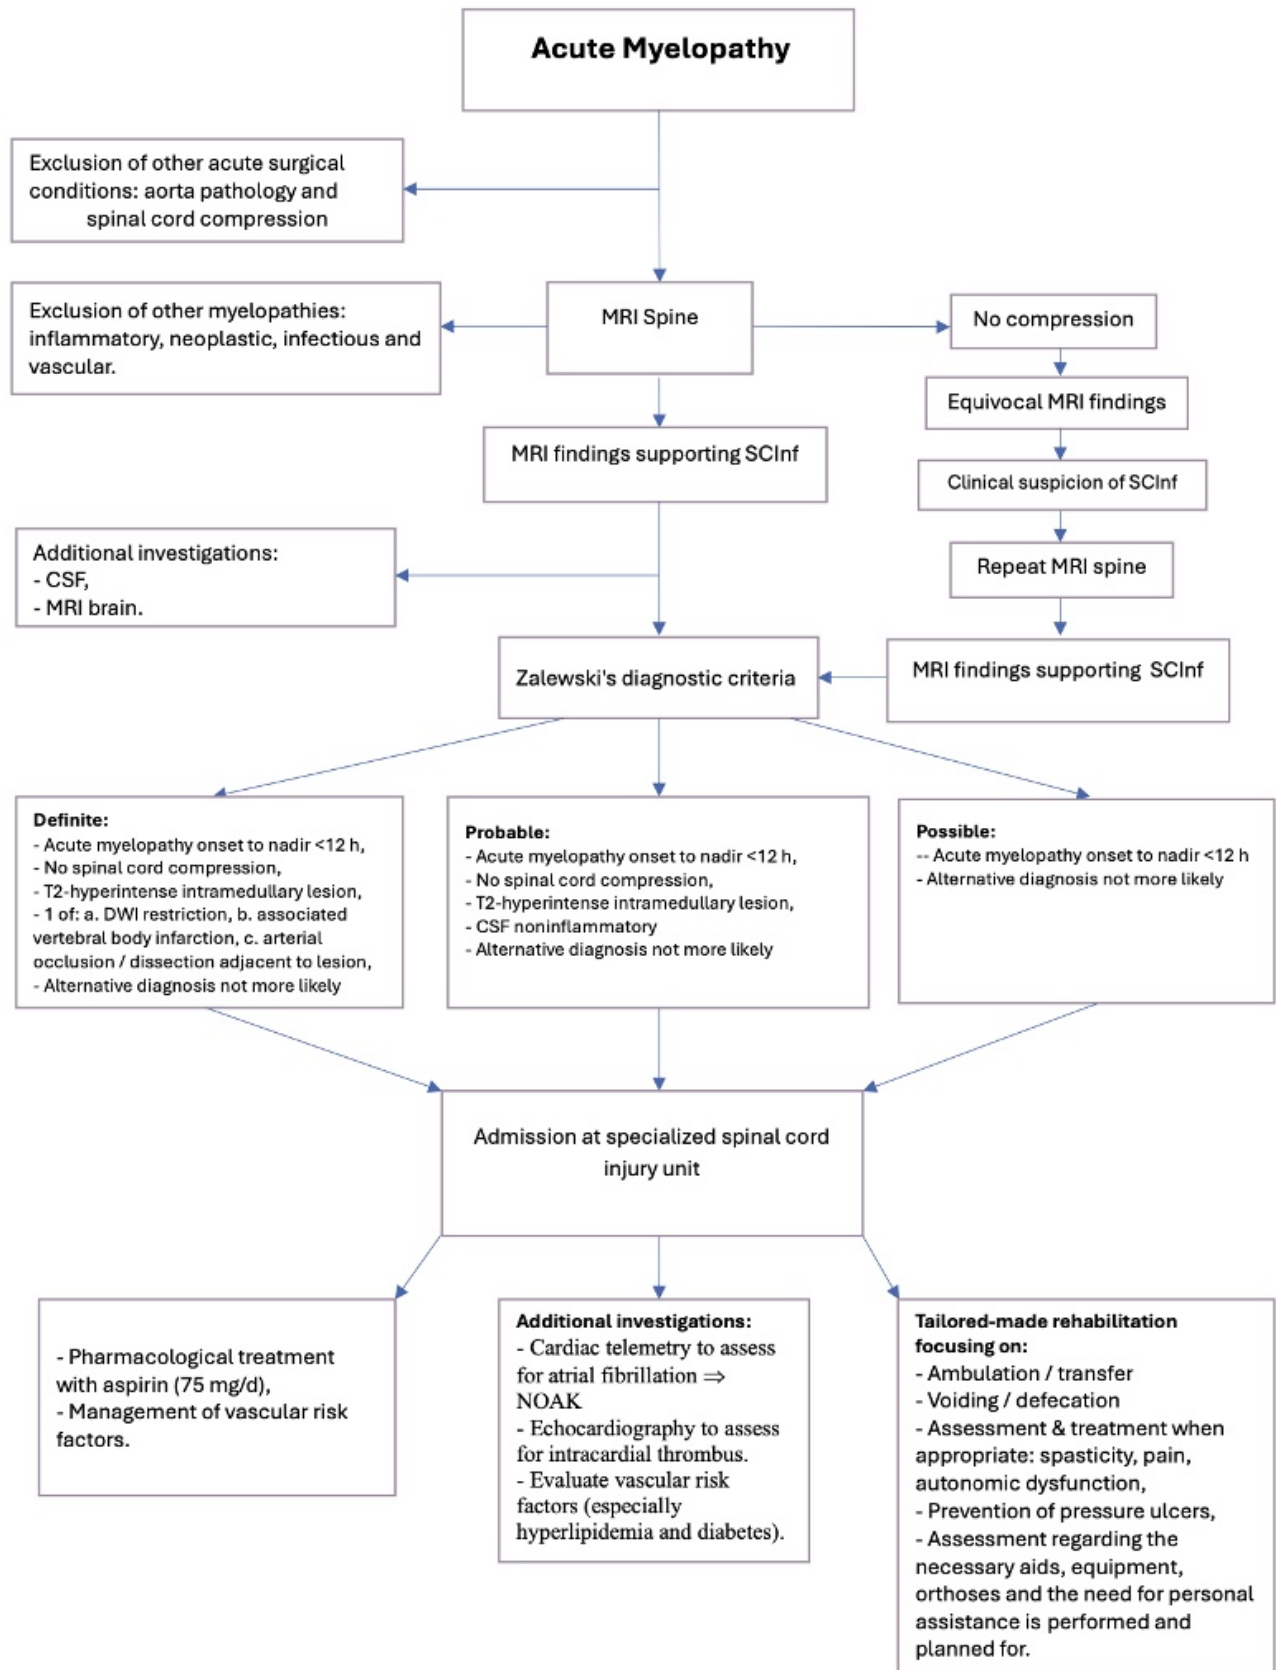 Acute Myelopathy
Exclusion of other acute surgical
conditions: aorta pathology and
spinal cord compression
Exclusion of other myelopathies:
inflammatory, neoplastic, infectious and
vascular.
MRI Spine
No compression
Equivocal MRI findings
MRI findings supporting SCInf
Clinical suspicion of SCInf
Additional investigations:
- CSF,
- MRI brain.
Repeat MRI spine
Zalewski's diagnostic criteria
MRI findings supporting SCInf
Definite:
- Acute myelopathy onset to nadir <12 h,
- No spinal cord compression,
- T2-hyperintense intramedullary lesion,
- 1 of: a. DWI restriction, b. associated
vertebral body infarction, c. arterial
occlusion / dissection adjacent to lesion,
- Alternative diagnosis not more likely
Probable:
- Acute myelopathy onset to nadir <12 h,
- No spinal cord compression,
- T2-hyperintense intramedullary lesion,
- CSF noninflammatory
- Alternative diagnosis not more likely
Possible:
-- Acute myelopathy onset to nadir <12 h
- Alternative diagnosis not more likely
Admission at specialized spinal cord
injury unit
- Pharmacological treatment
with aspirin (75 mg/d),
- Management of vascular risk
factors.
Additional investigations:
- Cardiac telemetry to assess
for atrial fibrillation ⇒
NOAK
- Echocardiography to assess
for intracardial thrombus.
- Evaluate vascular risk
factors (especially
hyperlipidemia and diabetes).
Tailored-made rehabilitation
focusing on:
- Ambulation / transfer
- Voiding / defecation
- Assessment & treatment when
appropriate: spasticity, pain,
autonomic dysfunction,
- Prevention of pressure ulcers,
- Assessment regarding the
necessary aids, equipment,
orthoses and the need for personal
assistance is performed and
planned for.